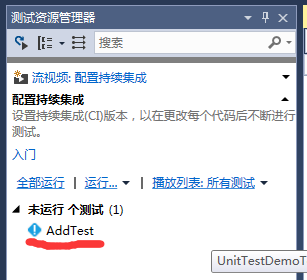 测试资源管理器
搜索
流视频: 配置持续集成
配置持续集成
设置持续集成(CI)版本，以在更改每个代码后不断进行
测试。
入门
全部运行 | 运行... | 播放列表: 所有测试
未运行 个测试 (1)
AddTest
UnitTestDemoT